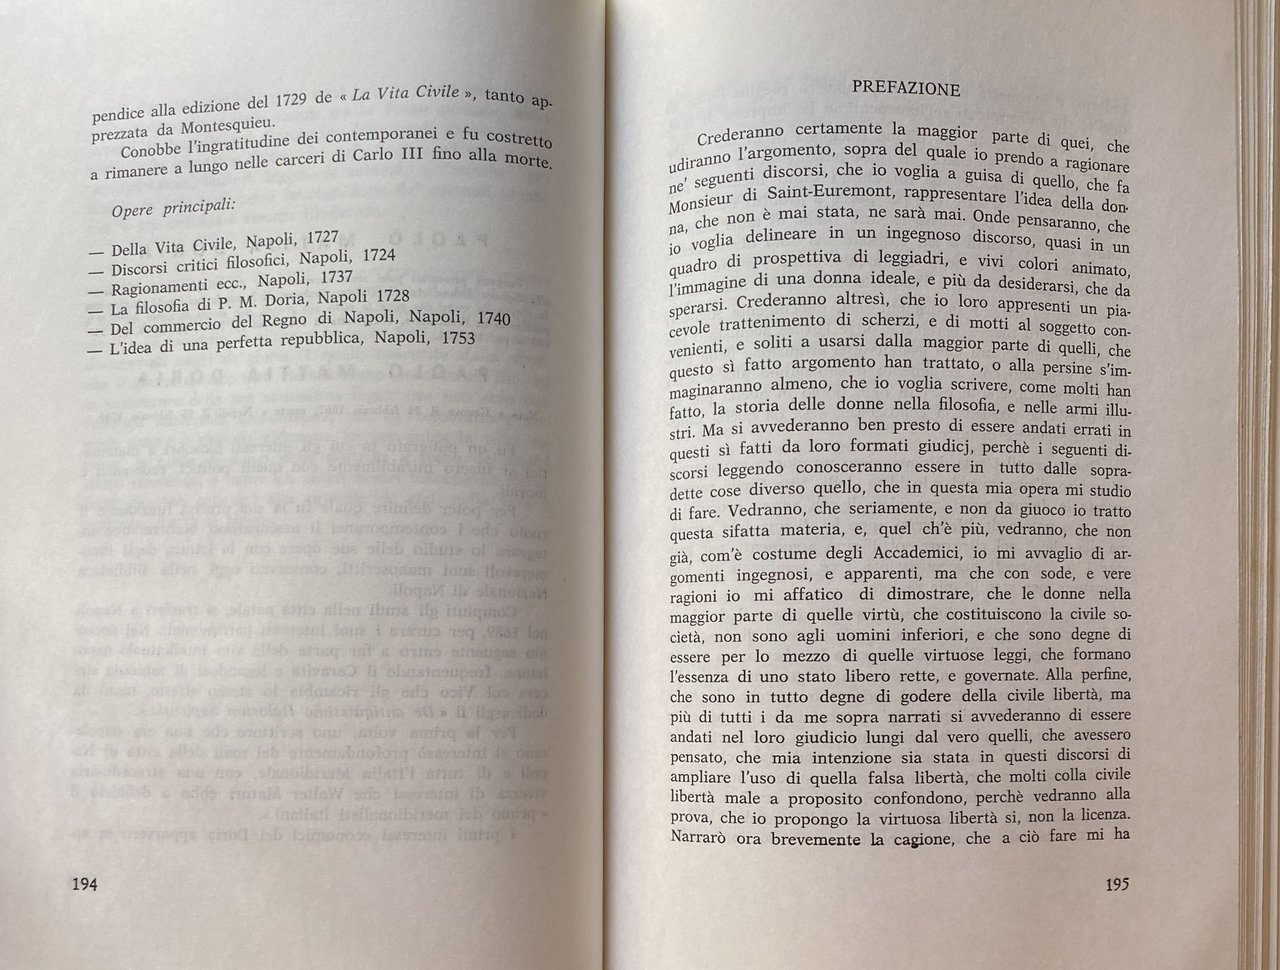 pendice alla edizione del 1729 de « La Vita Civile », tanto ap-
prezzata da Montesquieu.
Conobbe l'ingratitudine dei contemporanei e fu costretto
a rimanere a lungo nelle carceri di Carlo III fino alla morte.
Opere principali:
— Della Vita Civile, Napoli, 1727
— Discorsi critici filosofici, Napoli, 1724
— Ragionamenti ecc., Napoli, 1737
— La filosofia di P. M. Doria, Napoli 1728
— Del commercio del Regno di Napoli, Napoli, 1740
— L'idea di una perfetta repubblica, Napoli, 1753
194
PREFAZIONE
Crederanno certamente la maggior parte di quei, che
udiranno l'argomento, sopra del quale io prendo a ragionare
ne' seguenti discorsi, che io voglia a guisa di quello, che fa
Monsieur di Saint-Euremont, rappresentare l'idea della don-
na, che non è mai stata, ne sarà mai. Onde pensaranno, che
io voglia delineare in un ingegnoso discorso, quasi in un
quadro di prospettiva di leggiadri, e vivi colori animato,
l'immagine di una donna ideale, e più da desiderarsi, che da
sperarsi. Crederanno altresì, che io loro appresenti un pia-
cevole trattenimento di scherzi, e di motti al soggetto con-
venienti, e soliti a usarsi dalla maggior parte di quelli, che
questo sì fatto argomento han trattato, o alla persine s'im-
maginaranno almeno, che io voglia scrivere, come molti han
fatto, la storia delle donne nella filosofia, e nelle armi illu-
stri. Ma si avvederanno ben presto di essere andati errati in
questi sì fatti da loro formati giudicj, perchè i seguenti di-
scorsi leggendo conosceranno essere in tutto dalle sopra-
dette cose diverso quello, che in questa mia opera mi studio
di fare. Vedranno, che seriamente, e non da giuoco io tratto
questa sifatta materia, e, quel ch'è più, vedranno, che non
già, com'è costume degli Accademici, io mi avvaglio di ar-
gomenti ingegnosi, e apparenti, ma che con sode, e vere
ragioni io mi affatico di dimostrare, che le donne nella
maggior parte di quelle virtù, che costituiscono la civile so-
cietà, non sono agli uomini inferiori, e che sono degne di
essere per lo mezzo di quelle virtuose leggi, che formano
l'essenza di uno stato libero rette, e governate. Alla perfine,
che sono in tutto degne di godere della civile libertà, ma
più di tutti i da me sopra narrati si avvederanno di essere
andati nel loro giudicio lungi dal vero quelli, che avessero
pensato, che mia intenzione sia stata in questi discorsi di
ampliare l'uso di quella falsa libertà, che molti colla civile
libertà male a proposito confondono, perchè vedranno alla
prova, che io propongo la virtuosa libertà si, non la licenza.
Narrarò ora brevemente la cagione, che a ciò fare mi ha
195